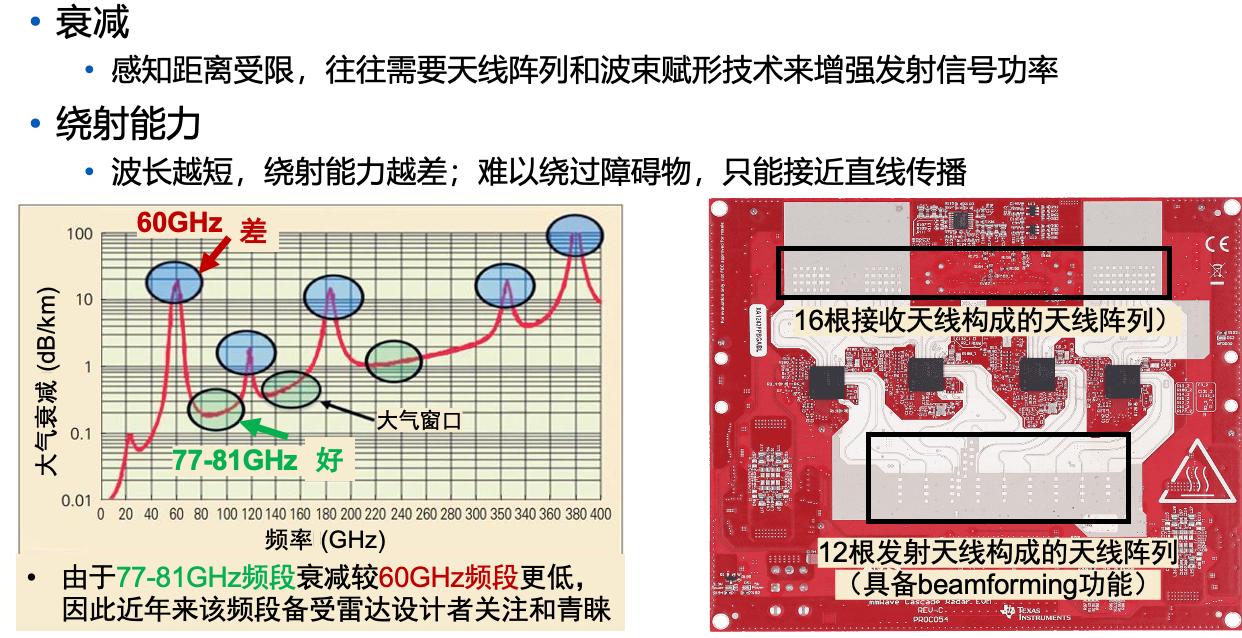 • 衰减
• 感知距离受限，往往需要天线阵列和波束赋形技术来增强发射信号功率
• 绕射能力
• 波长越短，绕射能力越差；难以绕过障碍物，只能接近直线传播
60GHz 差
大气衰减 (dB/km)
100
10
1
0.1
0.01
大气窗口
77-81GHz 好
0 20 40 60 80 100 120 140 160 180 200 220 240 260 280 300 320 340 360 380 400
频率 (GHz)
• 由于77-81GHz频段衰减较60GHz频段更低，
因此近年来该频段备受雷达设计者关注和青睐
CE
16根接收天线构成的天线阵列）
12根发射天线构成的天线阵列
（具备beamforming功能）
mmWave Cascade Radar EVM
REV-C
PROC054
TEXAS
INSTRUMENTS